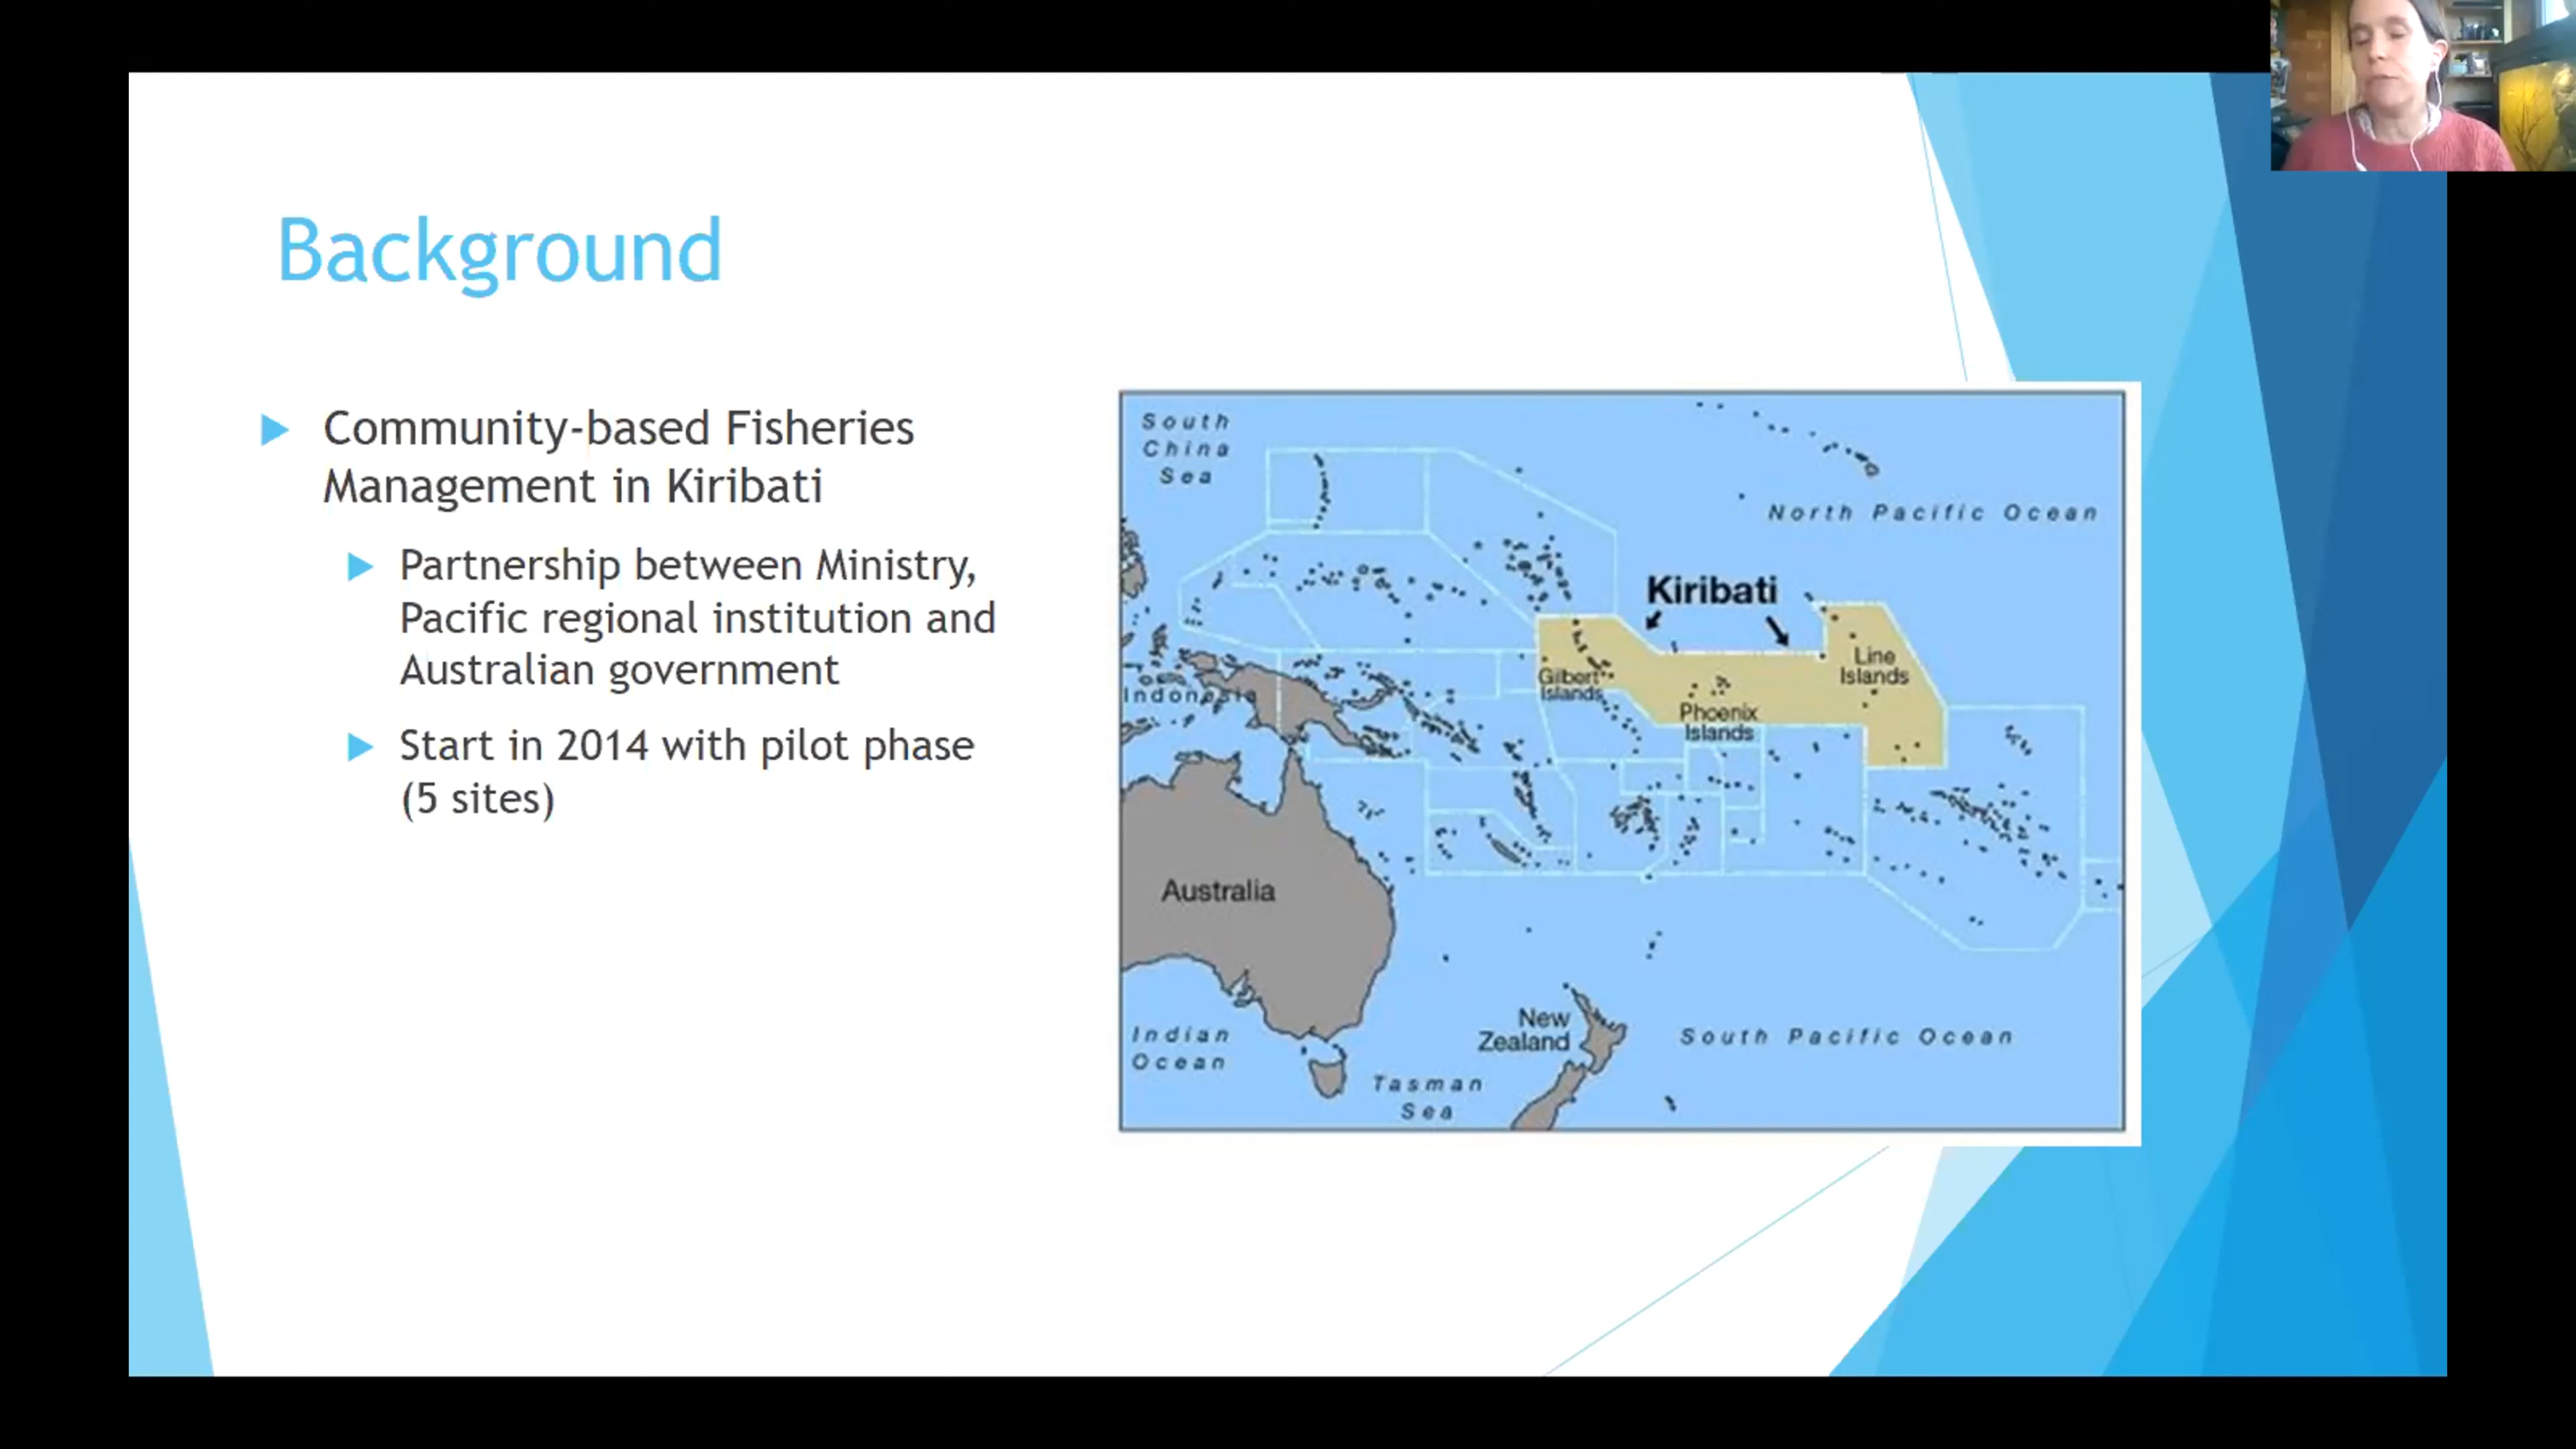 Background
Community-based Fisheries
Management in Kiribati
Partnership between Ministry,
Pacific regional institution and
Australian government
Start in 2014 with pilot phase
(5 sites)
South
China
Sea
North Pacific Ocean
Kiribati
Line
Islands
Gilbert
Islands
Phoenix
Islands
Indonesia
Australia
Indian
Ocean
New
Zealand
South Pacific Ocean
Tasman
Sea